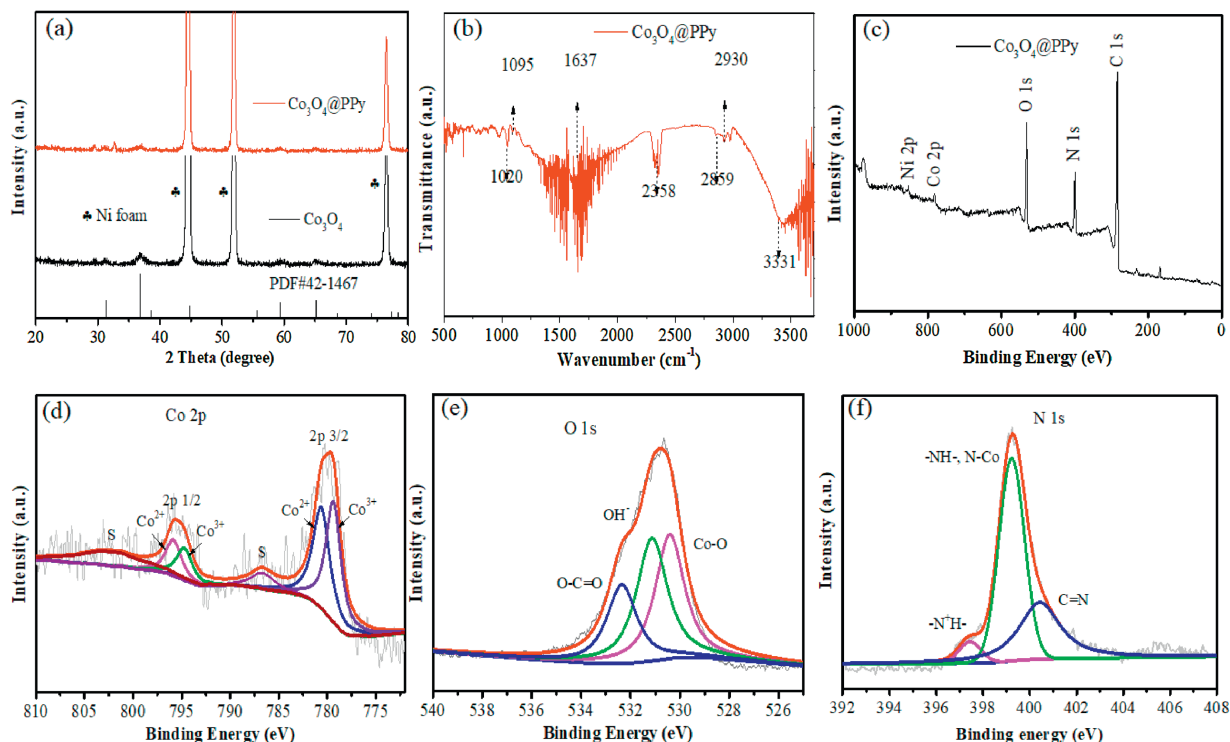 (a)
Co₃O₄@PPy
♣
♣
♣
♣ Ni foam
Co₃O₄
PDF#42-1467
Intensity (a.u.)
20 30 40 50 60 70 80
2 Theta (degree)
(b)
Co₃O₄@PPy
1095
1637
2930
1020
2358
2859
3331
Transmittance (a.u.)
500 1000 1500 2000 2500 3000 3500
Wavenumber (cm⁻¹)
(c)
Co₃O₄@PPy
Ni 2p
Co 2p
O 1s
N 1s
C 1s
Intensity (a.u.)
1000 800 600 400 200 0
Binding Energy (eV)
(d)
Co 2p
2p 3/2
2p 1/2
Co²⁺
Co³⁺
S
S
Co²⁺
Co³⁺
Intensity (a.u.)
810 805 800 795 790 785 780 775
Binding Energy (eV)
(e)
O 1s
OH⁻
Co-O
O-C=O
Intensity (a.u.)
540 538 536 534 532 530 528 526
Binding Energy (eV)
(f)
N 1s
-NH-, N-Co
C=N
-N⁺H-
Intensity (a.u.)
392 394 396 398 400 402 404 406 408
Binding Energy (eV)